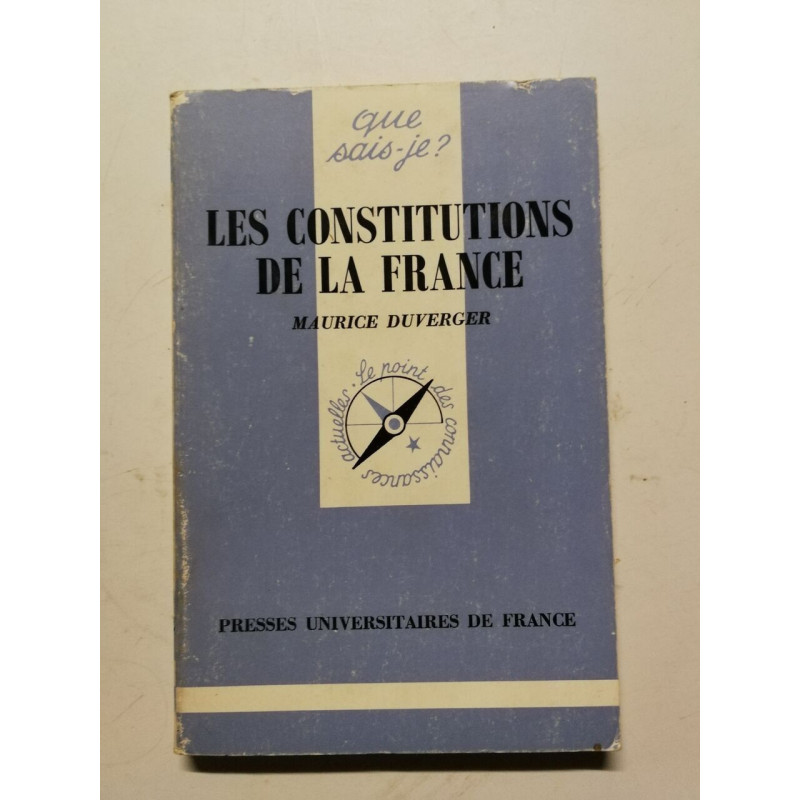 que
sais-je?
LES CONSTITUTIONS
DE LA FRANCE
MAURICE DUVERGER
Le point des connaissances actuelles.
PRESSES UNIVERSITAIRES DE FRANCE